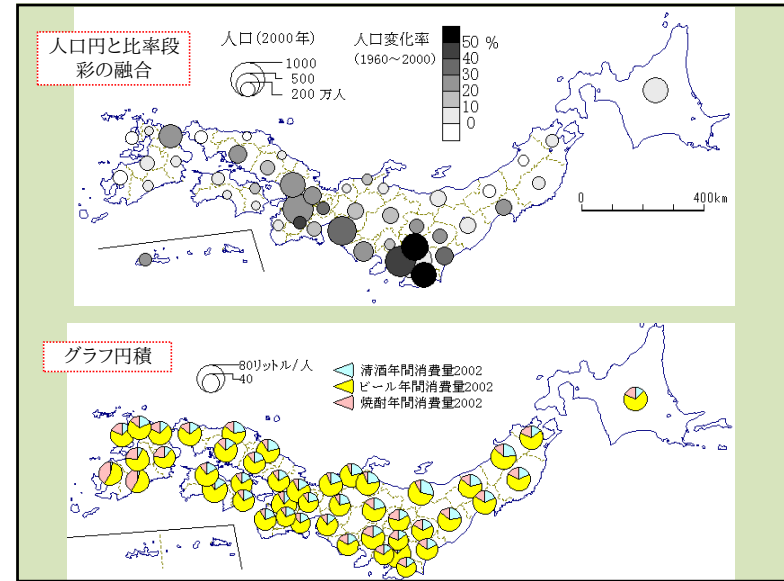 人口円と比率段
彩の融合
人口(2000年)
1000
500
200 万人
人口変化率
(1960～2000)
50 %
40
30
20
10
0
0
400km
グラフ円積
80リットル/人
40
清酒年間消費量2002
ビール年間消費量2002
焼酎年間消費量2002